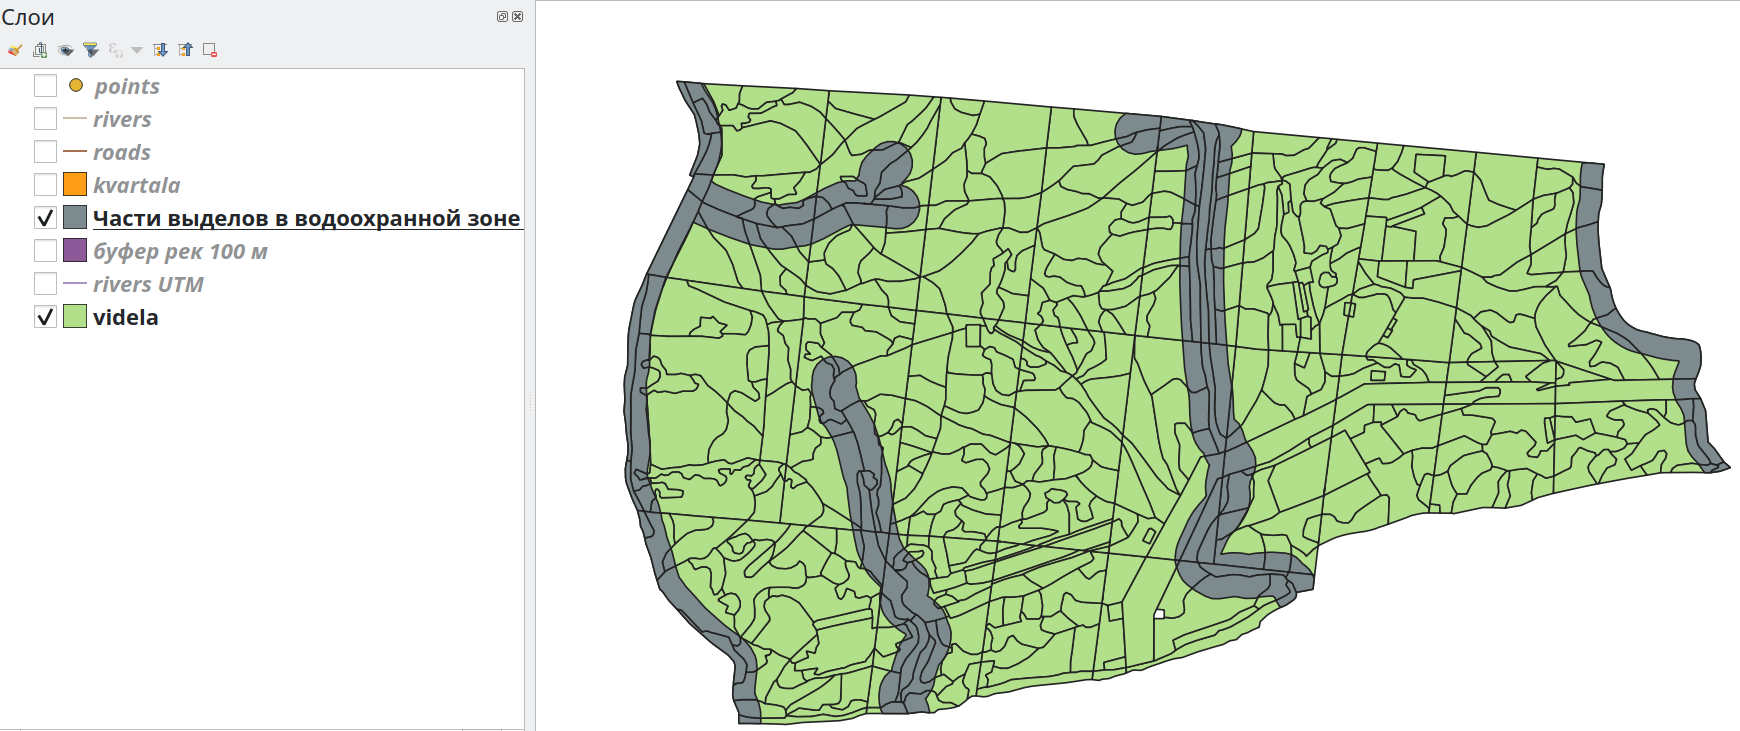 Слои
points
rivers
roads
kvartala
Части выделов в водоохранной зоне
буфер рек 100 м
rivers UTM
videla